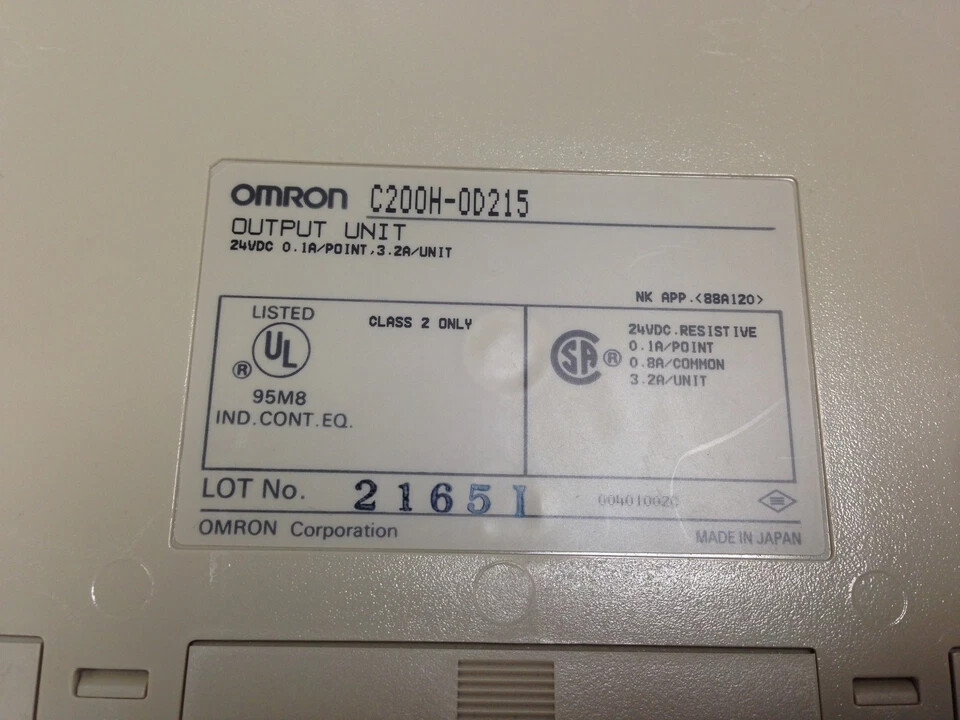 OMRON C200H-OD215
OUTPUT UNIT
24VDC 0.1A/POINT,3.2A/UNIT
NK APP.<88A120>
LISTED
UL
®
95M8
IND.CONT.EQ.
CLASS 2 ONLY
SA ®
24VDC.RESISTIVE
0.1A/POINT
0.8A/COMMON
3.2A/UNIT
LOT No. 21651
OMRON Corporation
MADE IN JAPAN